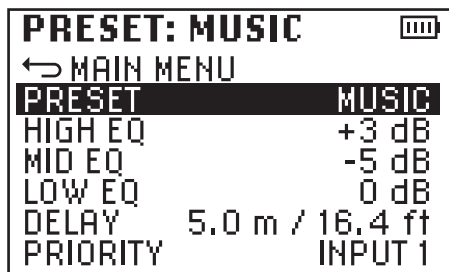 PRESET: MUSIC
MAIN MENU
PRESET MUSIC
HIGH EQ +3 dB
MID EQ -5 dB
LOW EQ 0 dB
DELAY 5.0 m / 16.4 ft
PRIORITY INPUT 1